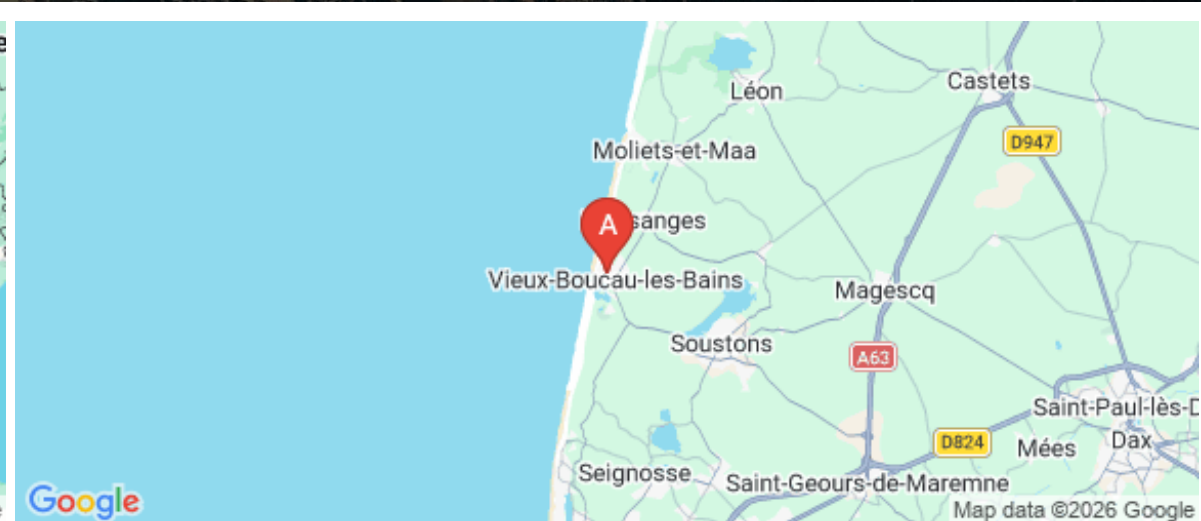 Léon
Castets
D947
Moliets-et-Maa
sanges
A
Vieux-Boucau-les-Bains
Magescq
Soustons
A63
Saint-Paul-lès-D
D824
Mées
Dax
Seignosse
Saint-Geours-de-Maremne
Google
Map data ©2026 Google